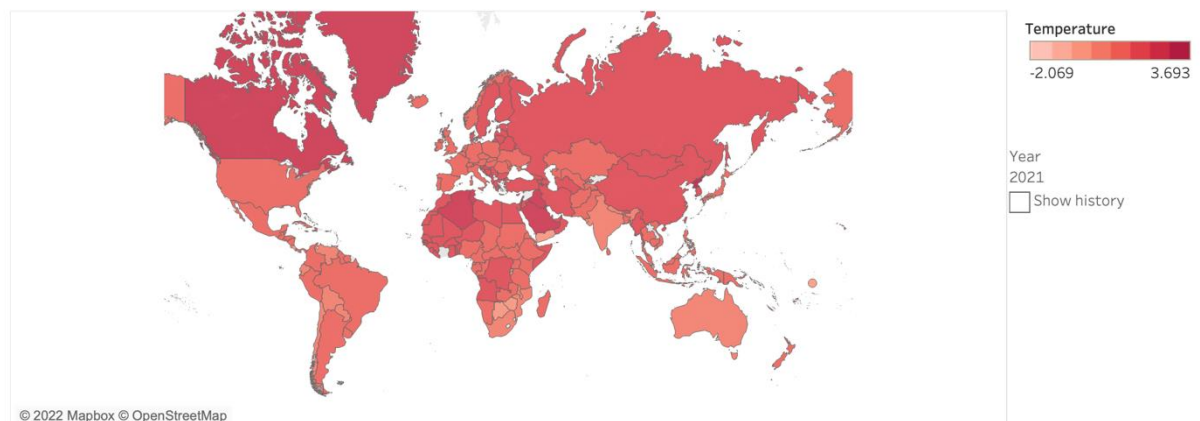 Temperature
-2.069 3.693
Year
2021
Show history
© 2022 Mapbox © OpenStreetMap